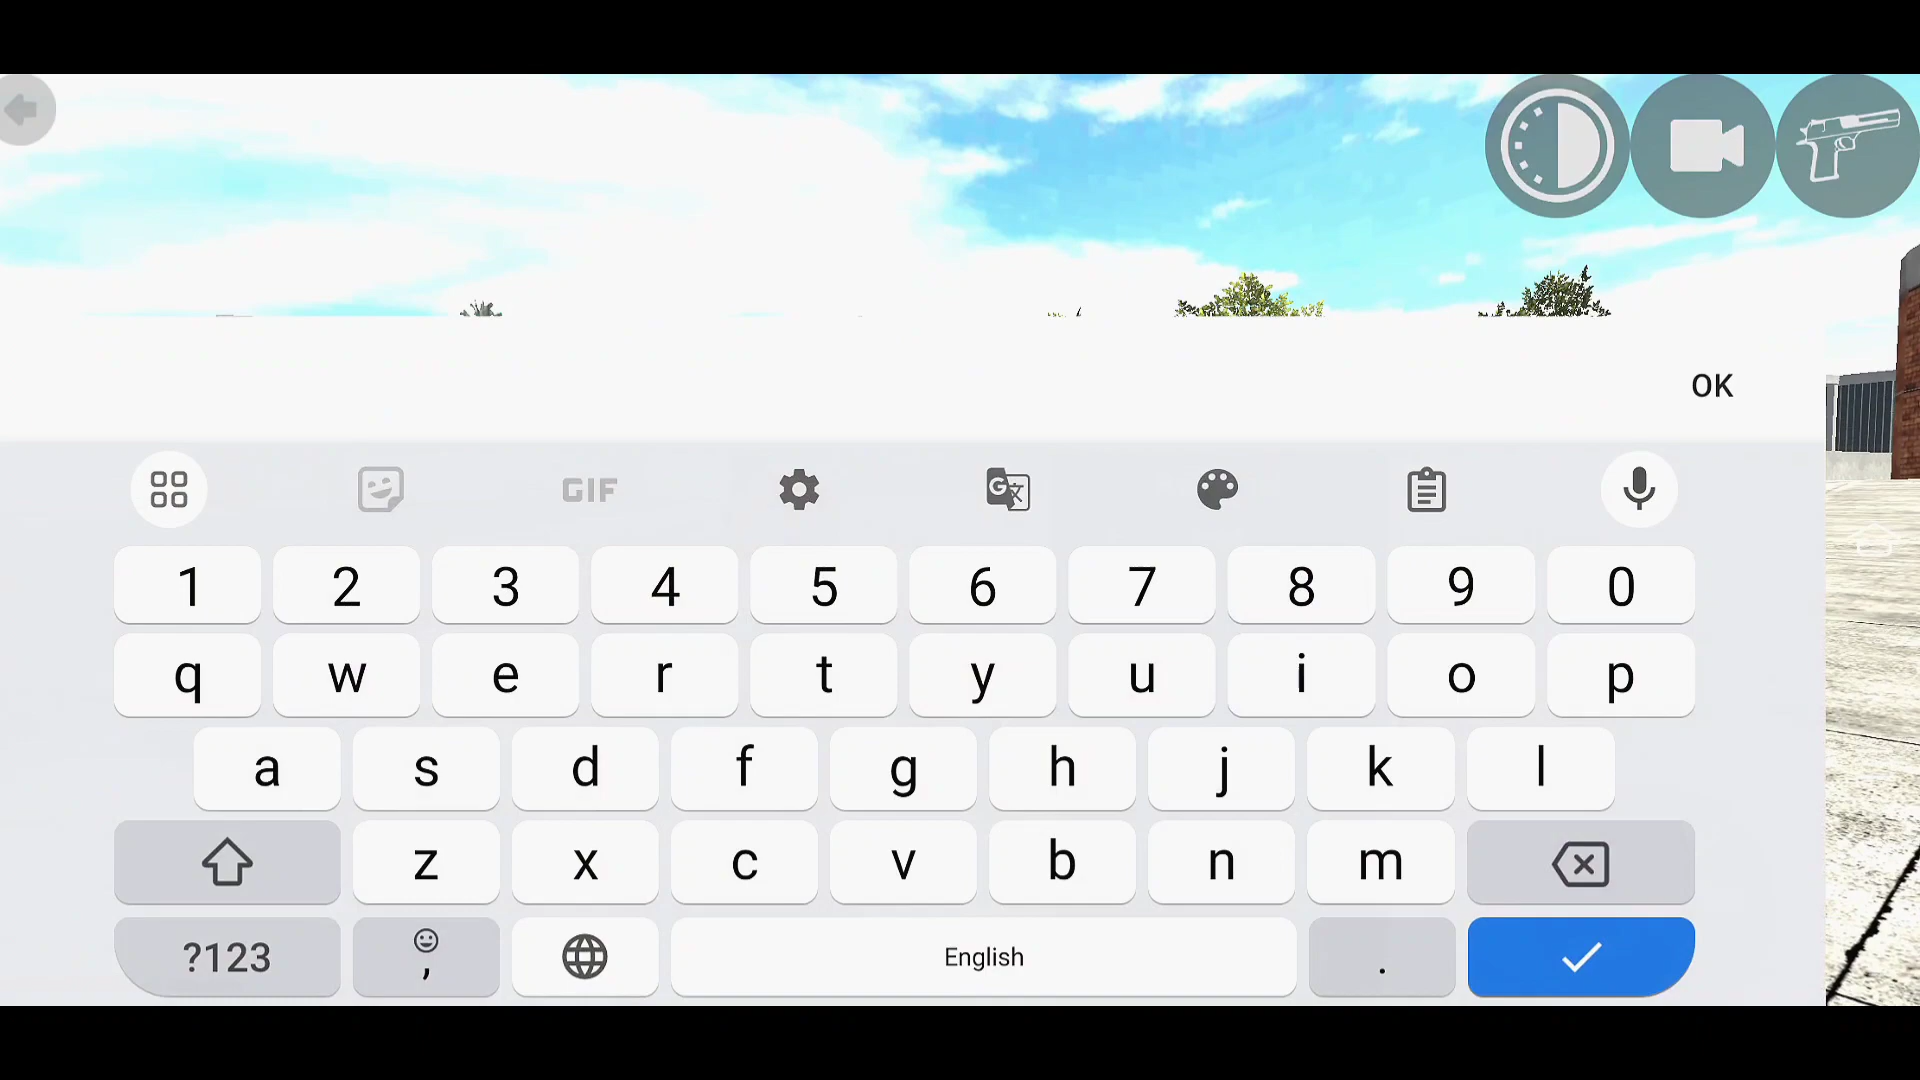 OK
GIF
1 2 3 4 5 6 7 8 9 0
q w e r t y u i o p
a s d f g h j k l
z x c v b n m
?123 , English .